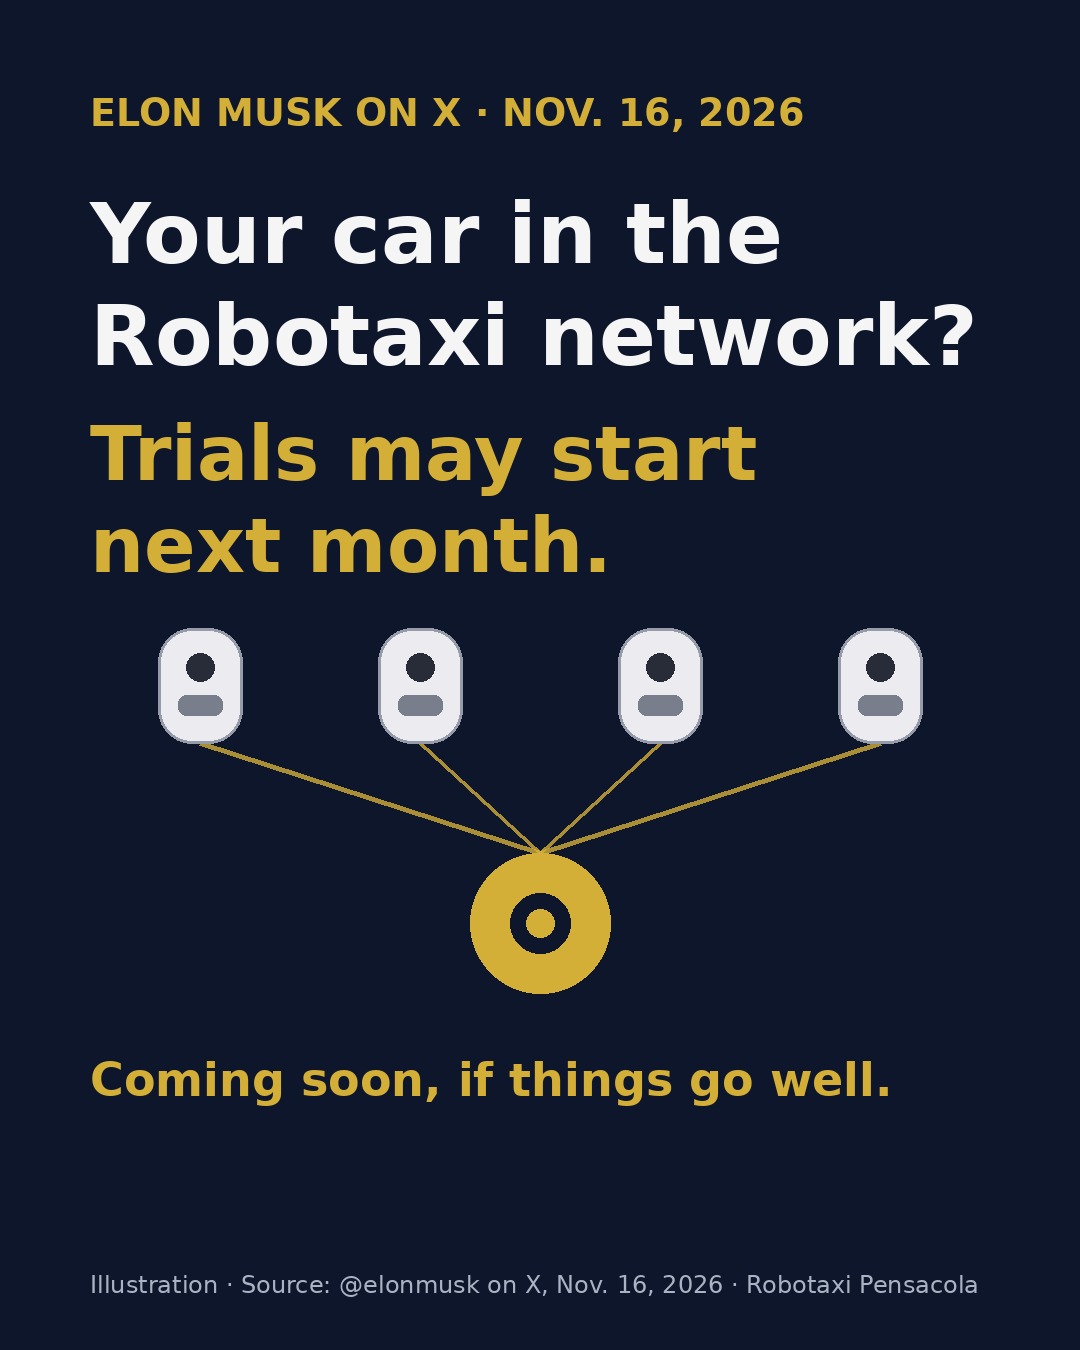 ELON MUSK ON X · NOV. 16, 2026
Your car in the
Robotaxi network?
Trials may start
next month.
Coming soon, if things go well.
Illustration · Source: @elonmusk on X, Nov. 16, 2026 · Robotaxi Pensacola